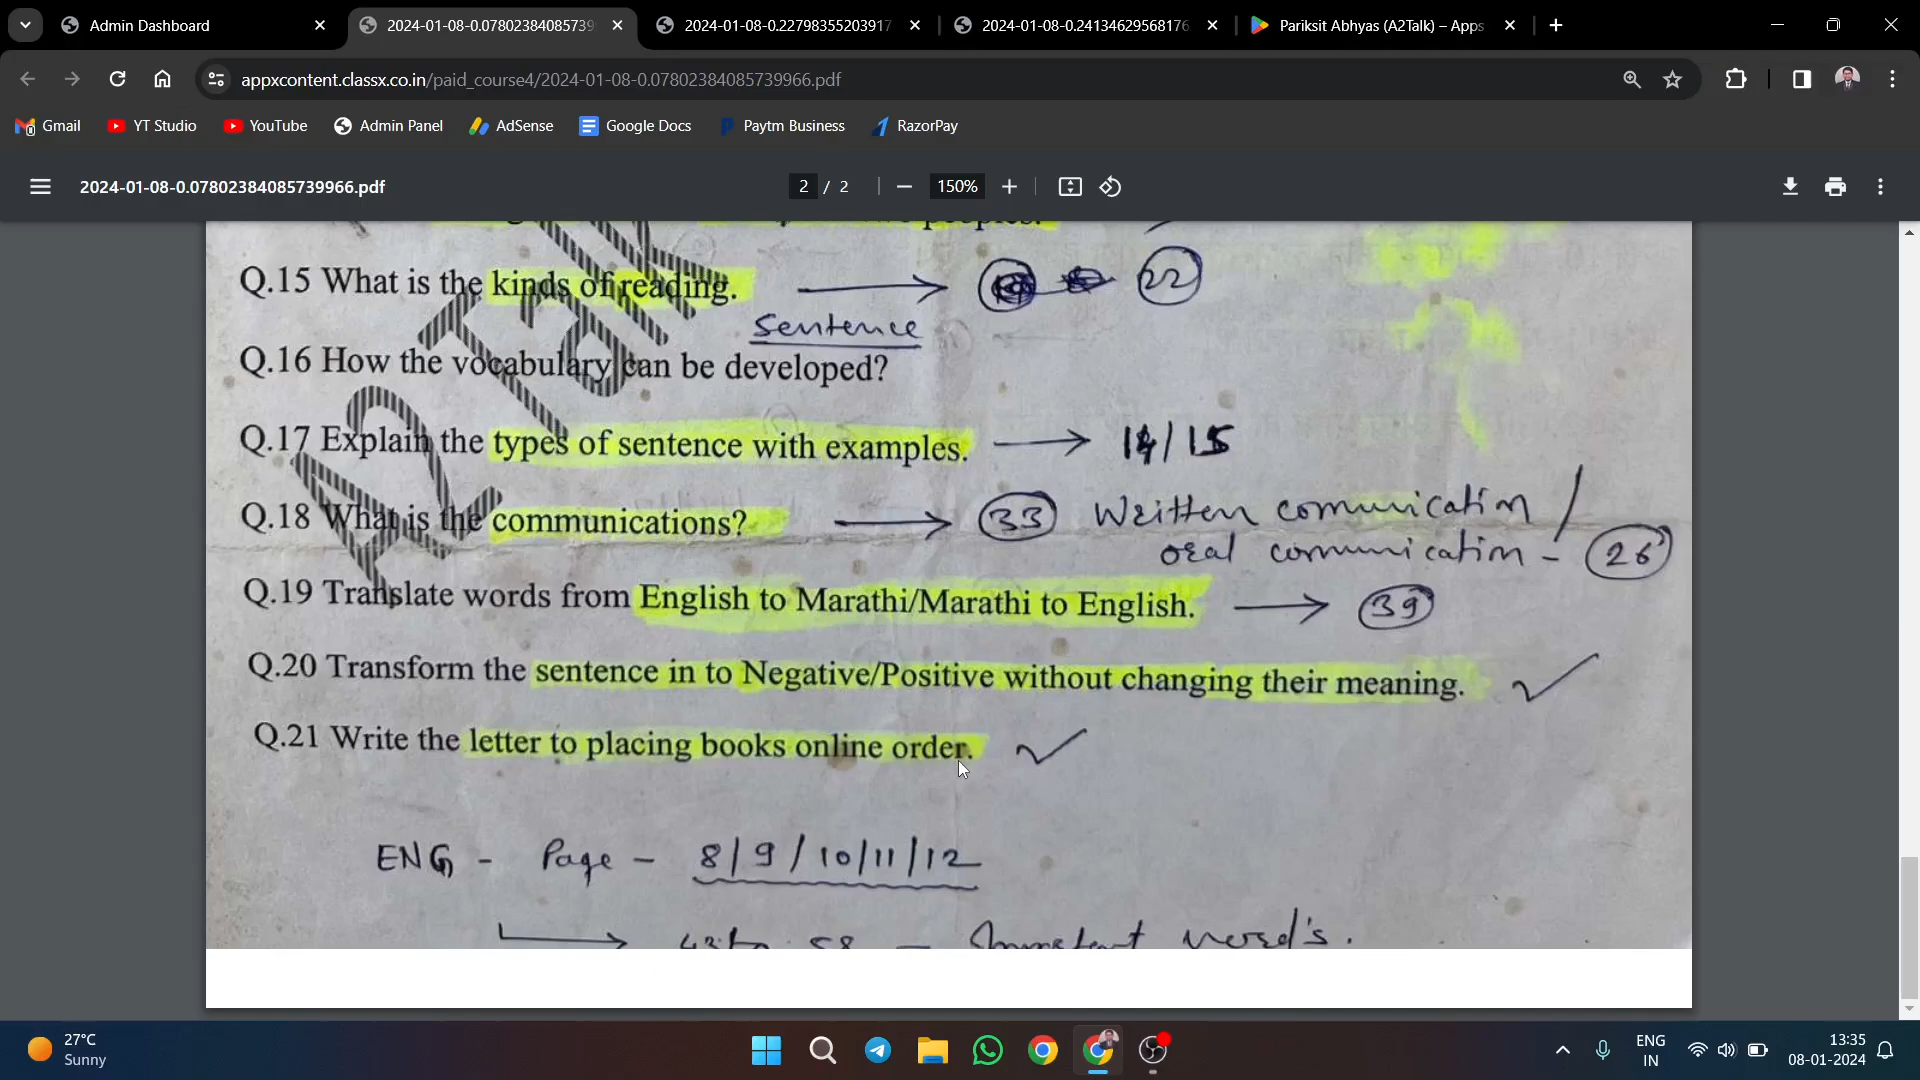 Admin Dashboard
2024-01-08-0.07802384085739
2024-01-08-0.22798355203917
2024-01-08-0.24134629568176
Pariksit Abhyas (A2Talk) – Apps
appxcontent.classx.co.in/paid_course4/2024-01-08-0.07802384085739966.pdf
Gmail
YT Studio
YouTube
Admin Panel
AdSense
Google Docs
Paytm Business
RazorPay
2024-01-08-0.07802384085739966.pdf
2 / 2
150%
peoples.
Q.15 What is the kinds of reading. 22
Sentence
Q.16 How the vocabulary can be developed?
Q.17 Explain the types of sentence with examples. 14/15
Q.18 What is the communications? 33 Written comunication /
oral communication - 26
Q.19 Translate words from English to Marathi/Marathi to English. 39
Q.20 Transform the sentence in to Negative/Positive without changing their meaning.
Q.21 Write the letter to placing books online order.
A2 Talk
ENG - Page - 8/9/10/11/12
word's.
27°C
Sunny
ENG
IN
13:35
08-01-2024